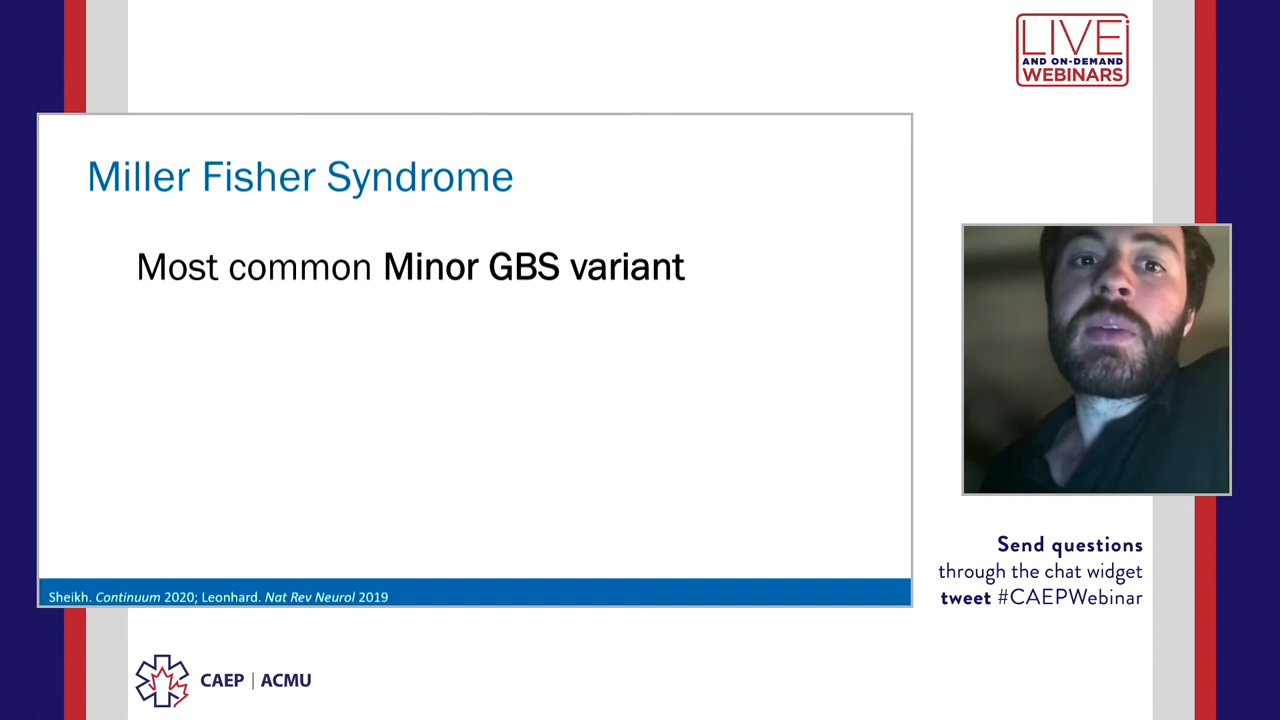 LIVE
AND ON-DEMAND
WEBINARS
Miller Fisher Syndrome
Most common Minor GBS variant
Sheikh. Continuum 2020; Leonhard. Nat Rev Neurol 2019
Send questions
through the chat widget
tweet #CAEPWebinar
CAEP | ACMU